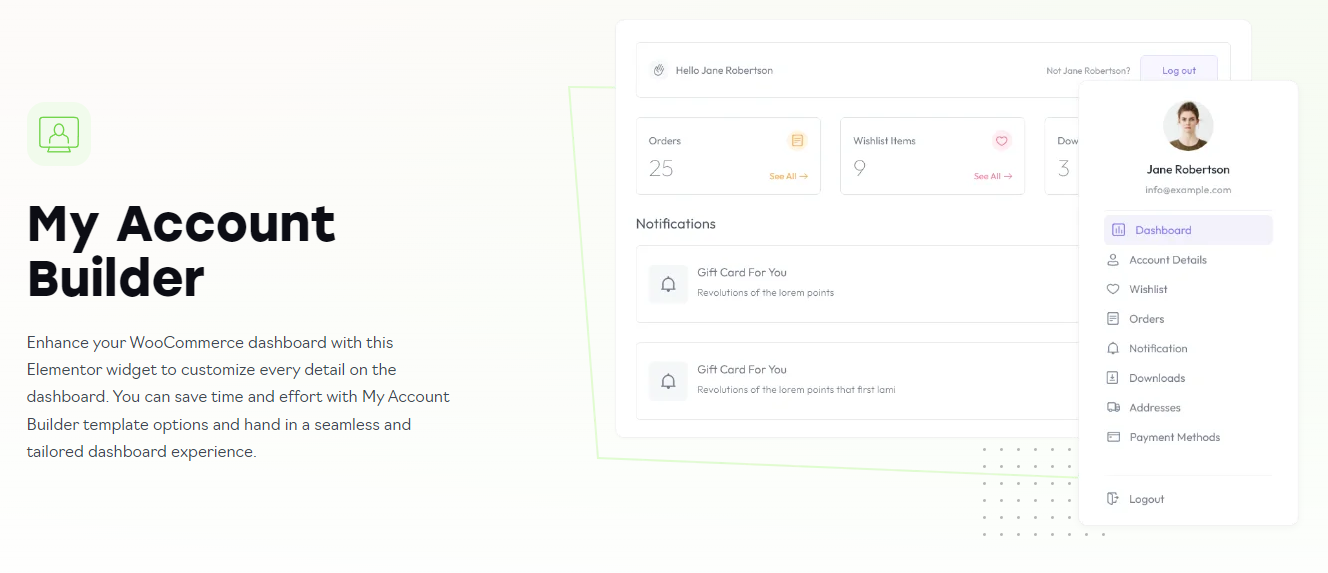 My Account
Builder
Enhance your WooCommerce dashboard with this
Elementor widget to customize every detail on the
dashboard. You can save time and effort with My Account
Builder template options and hand in a seamless and
tailored dashboard experience.
Hello Jane Robertson
Not Jane Robertson?
Log out
Orders
25
See All →
Wishlist Items
9
See All →
Dow
3
Notifications
Gift Card For You
Revolutions of the lorem points
Gift Card For You
Revolutions of the lorem points that first lami
Jane Robertson
info@example.com
Dashboard
Account Details
Wishlist
Orders
Notification
Downloads
Addresses
Payment Methods
Logout